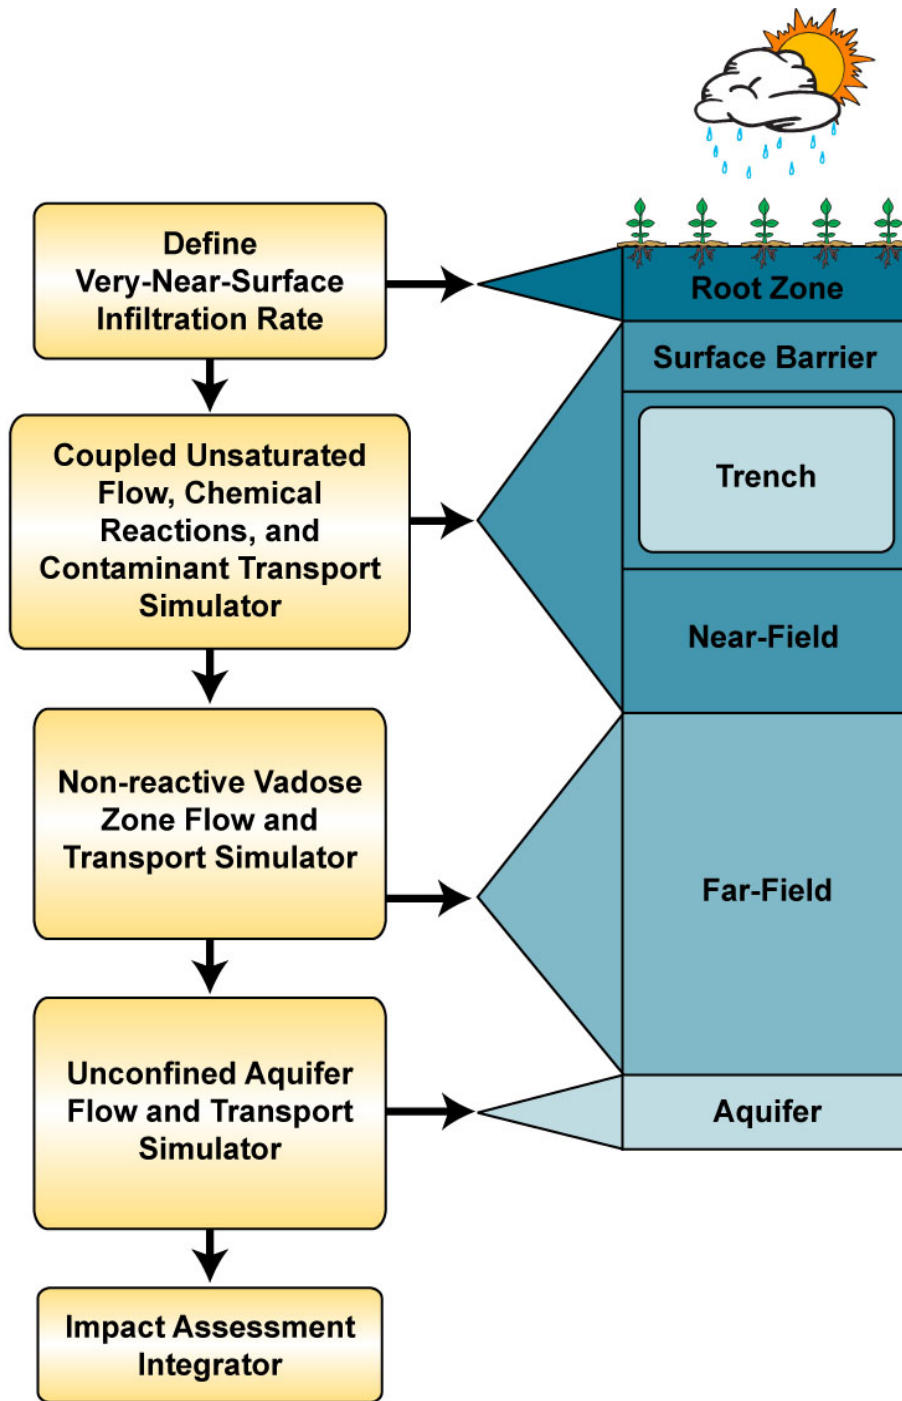 Define
Very-Near-Surface
Infiltration Rate
Coupled Unsaturated
Flow, Chemical
Reactions, and
Contaminant Transport
Simulator
Non-reactive Vadose
Zone Flow and
Transport Simulator
Unconfined Aquifer
Flow and Transport
Simulator
Impact Assessment
Integrator
Root Zone
Surface Barrier
Trench
Near-Field
Far-Field
Aquifer